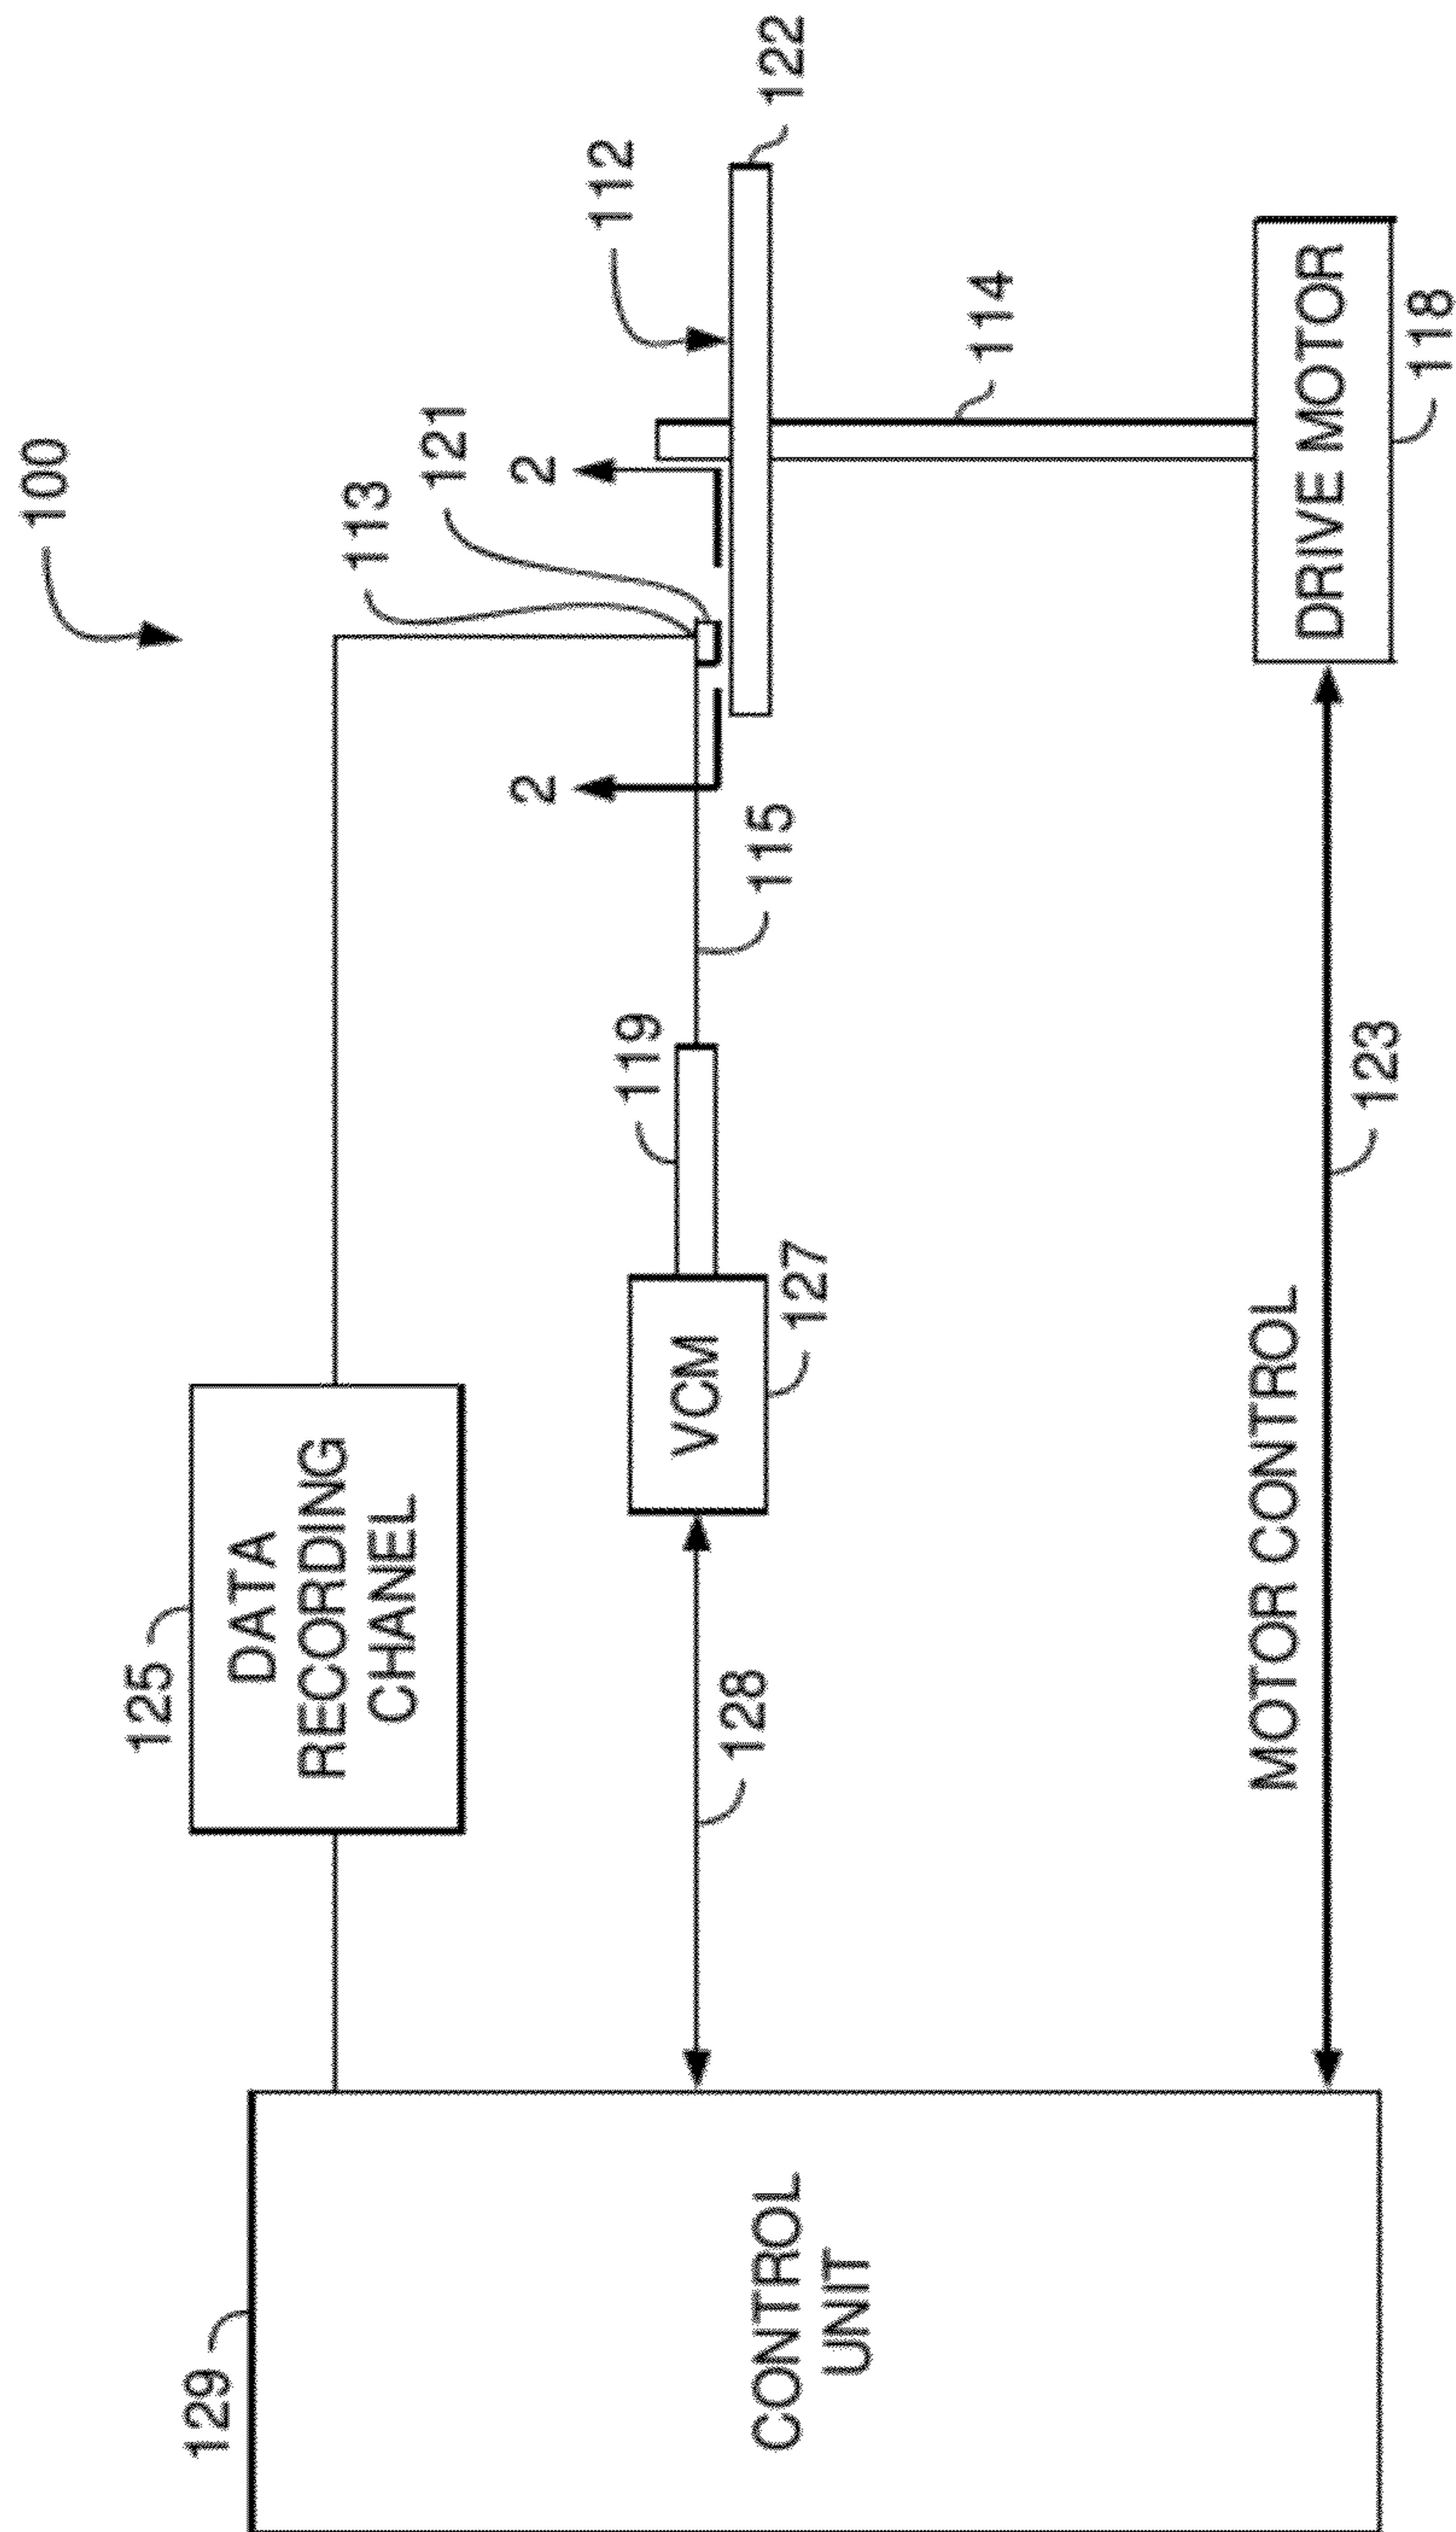 100
125
DATA
RECORDING
CHANNEL
113
121
2
2
112
122
129
119
VCM
127
115
128
114
CONTROL
UNIT
MOTOR CONTROL
123
DRIVE MOTOR
118